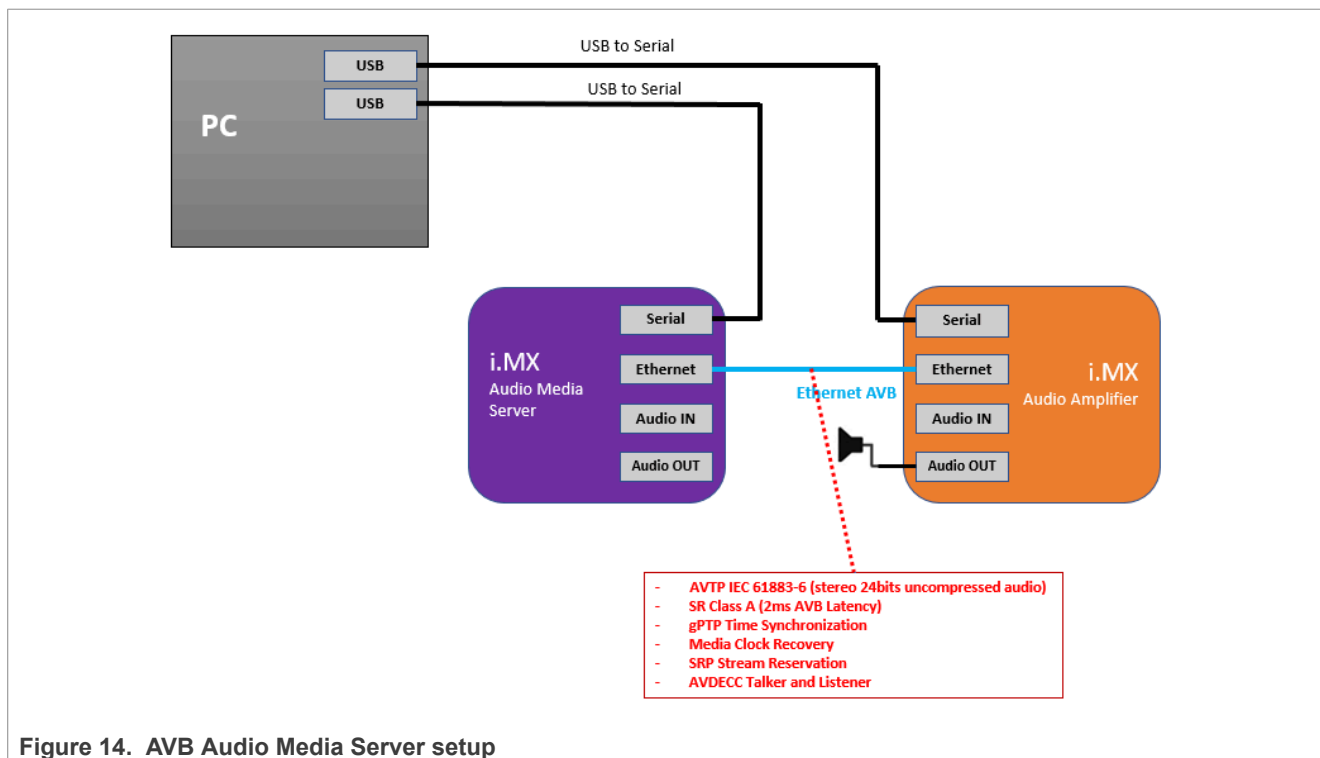 USB to Serial
USB
USB to Serial
USB
PC
Serial
Serial
i.MX
Audio Media
Server
Ethernet
Ethernet
i.MX
Audio Amplifier
Ethernet AVB
Audio IN
Audio IN
Audio OUT
Audio OUT
- AVTP IEC 61883-6 (stereo 24bits uncompressed audio)
- SR Class A (2ms AVB Latency)
- gPTP Time Synchronization
- Media Clock Recovery
- SRP Stream Reservation
- AVDECC Talker and Listener
Figure 14. AVB Audio Media Server setup